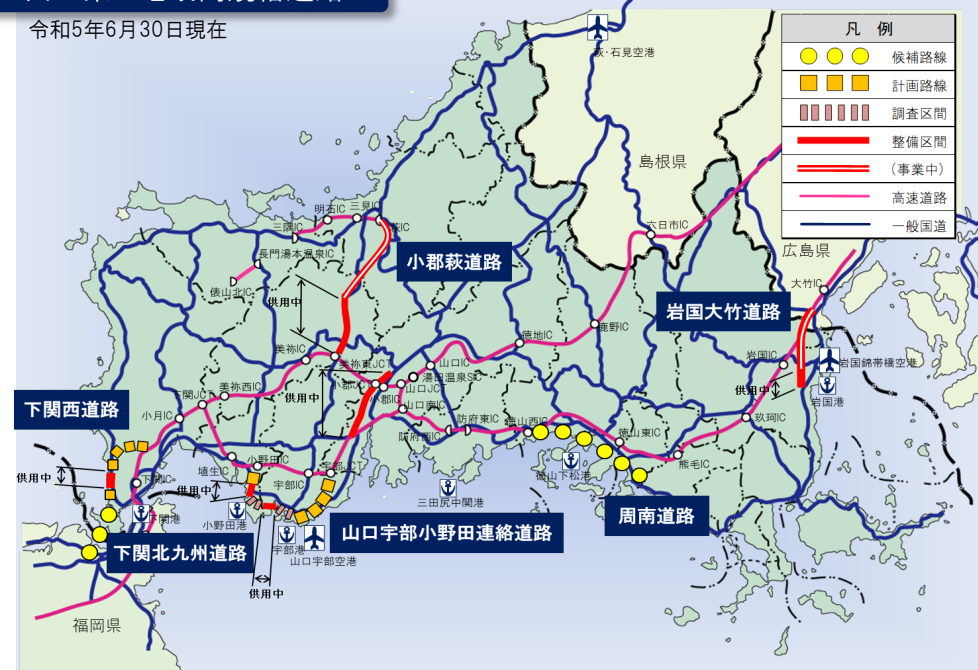 令和5年6月30日現在
凡 例
候補路線
計画路線
調査区間
整備区間
(事業中)
高速道路
一般国道
萩・石見空港
島根県
広島県
福岡県
六日市IC
大竹IC
明石IC
三見IC
萩IC
三隅IC
長門湯本温泉IC
俵山北IC
小郡萩道路
供用中
岩国大竹道路
鹿野IC
徳地IC
岩国IC
岩国錦帯橋空港
供用中
岩国港
玖珂IC
美祢IC
美祢東JCT
山口IC
湯田温泉SIC
小郡JCT
山口JCT
小郡IC
山口南IC
供用中
美祢西IC
下関JCT
小月IC
下関西道路
防府東IC
防府西IC
徳山西IC
徳山東IC
熊毛IC
徳山下松港
三田尻中関港
周南道路
埴生IC
小野田IC
宇部IC
宇部JCT
供用中
下関IC
供用中
下関港
小野田港
宇部港
山口宇部空港
山口宇部小野田連絡道路
下関北九州道路
供用中